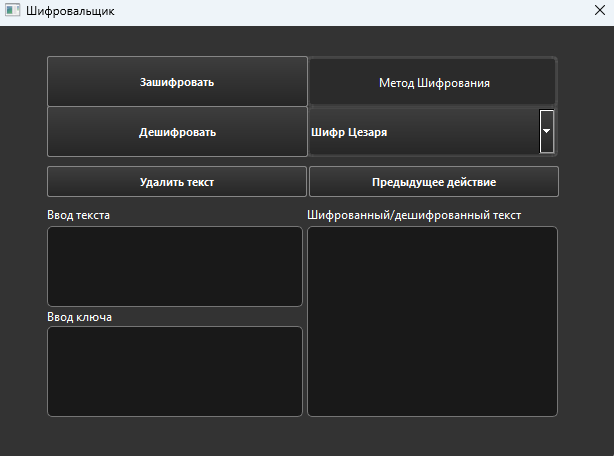 Шифровальщик
Зашифровать
Метод Шифрования
Дешифровать
Шифр Цезаря
Удалить текст
Предыдущее действие
Ввод текста
Шифрованный/дешифрованный текст
Ввод ключа